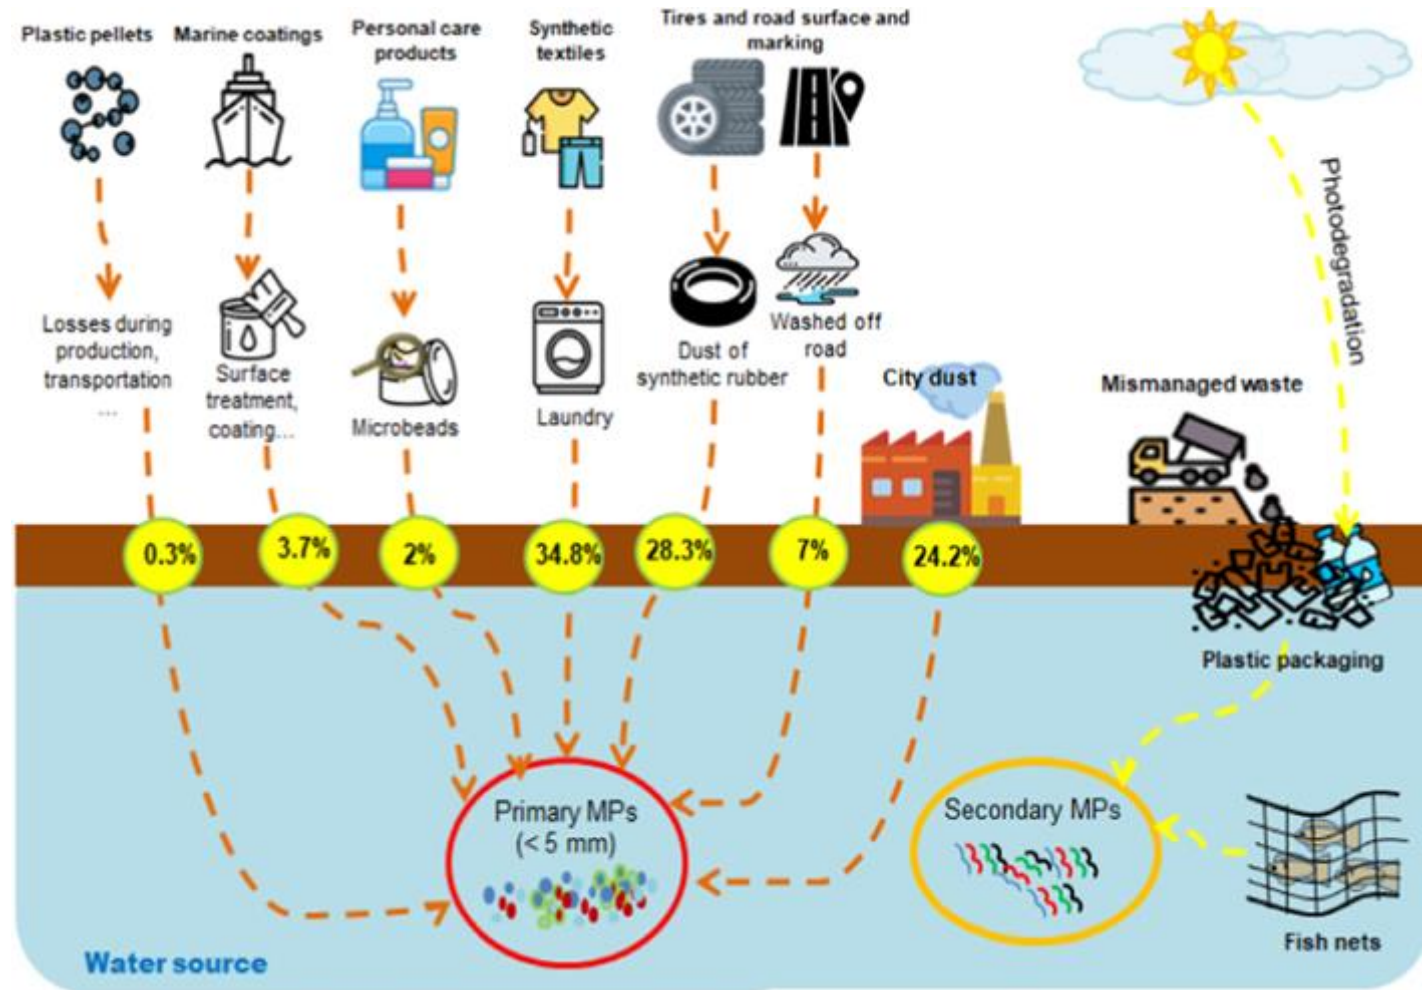 Plastic pellets
Marine coatings
Personal care
products
Synthetic
textiles
Tires and road surface and
marking
Photodegradation
Losses during
production,
transportation
...
Surface
treatment,
coating...
Microbeads
Laundry
Dust of
synthetic rubber
Washed off
road
City dust
Mismanaged waste
0.3%
3.7%
2%
34.8%
28.3%
7%
24.2%
Plastic packaging
Primary MPs
(< 5 mm)
Secondary MPs
Fish nets
Water source